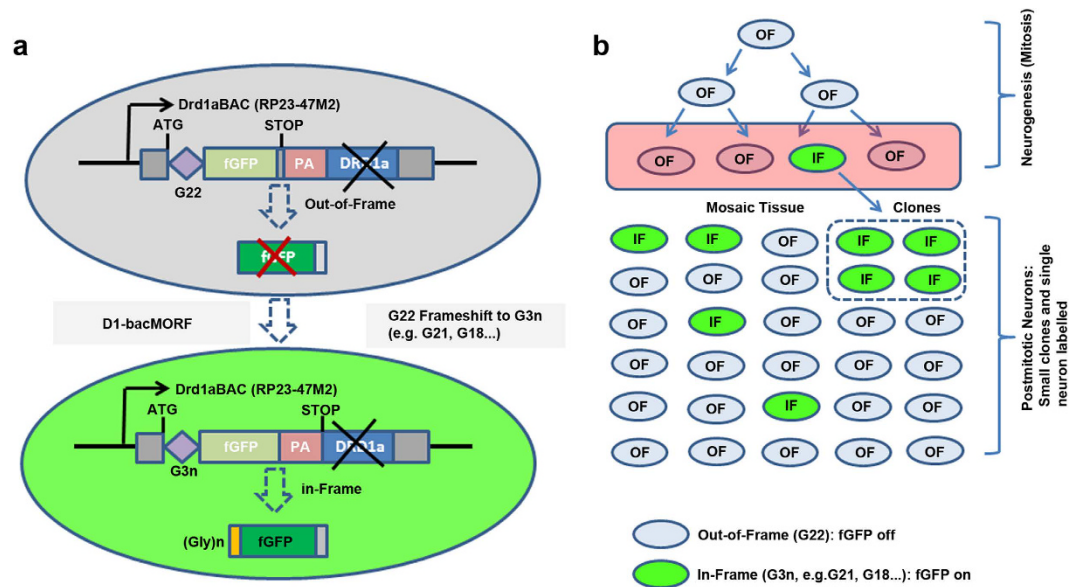 a
Drd1aBAC (RP23-47M2)
ATG
STOP
fGFP
PA
DRD1a
G22
Out-of-Frame
fGFP
D1-bacMORF
G22 Frameshift to G3n
(e.g. G21, G18...)
Drd1aBAC (RP23-47M2)
ATG
STOP
fGFP
PA
DRD1a
G3n
in-Frame
(Gly)n
fGFP
b
OF
OF
OF
OF
OF
IF
OF
Neurogenesis (Mitosis)
Mosaic Tissue
Clones
IF
IF
OF
IF
IF
OF
OF
OF
IF
IF
OF
IF
OF
OF
OF
OF
OF
OF
OF
OF
OF
OF
IF
OF
OF
OF
OF
OF
OF
OF
Postmitotic Neurons:
Small clones and single
neuron labelled
Out-of-Frame (G22): fGFP off
In-Frame (G3n, e.g.G21, G18...): fGFP on